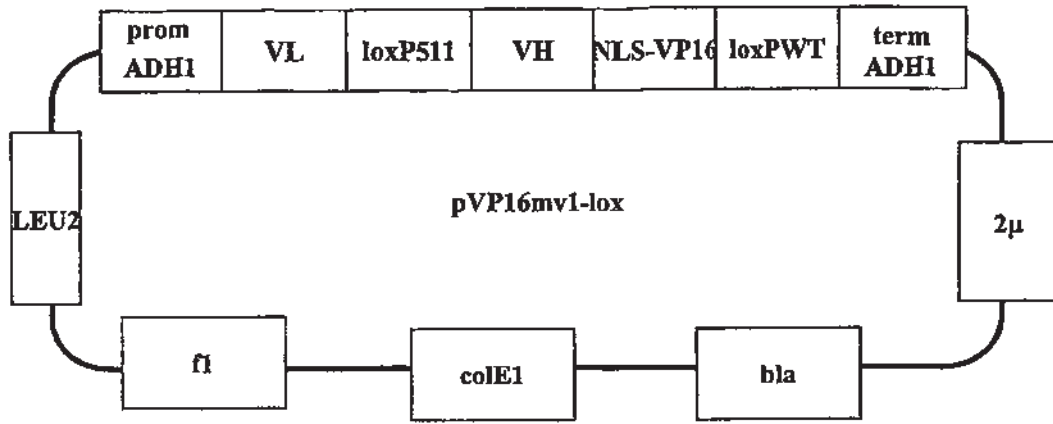 prom
ADH1
VL
loxP511
VH
NLS-VP16
loxPWT
term
ADH1
LEU2
pVP16mv1-lox
2μ
f1
colE1
bla